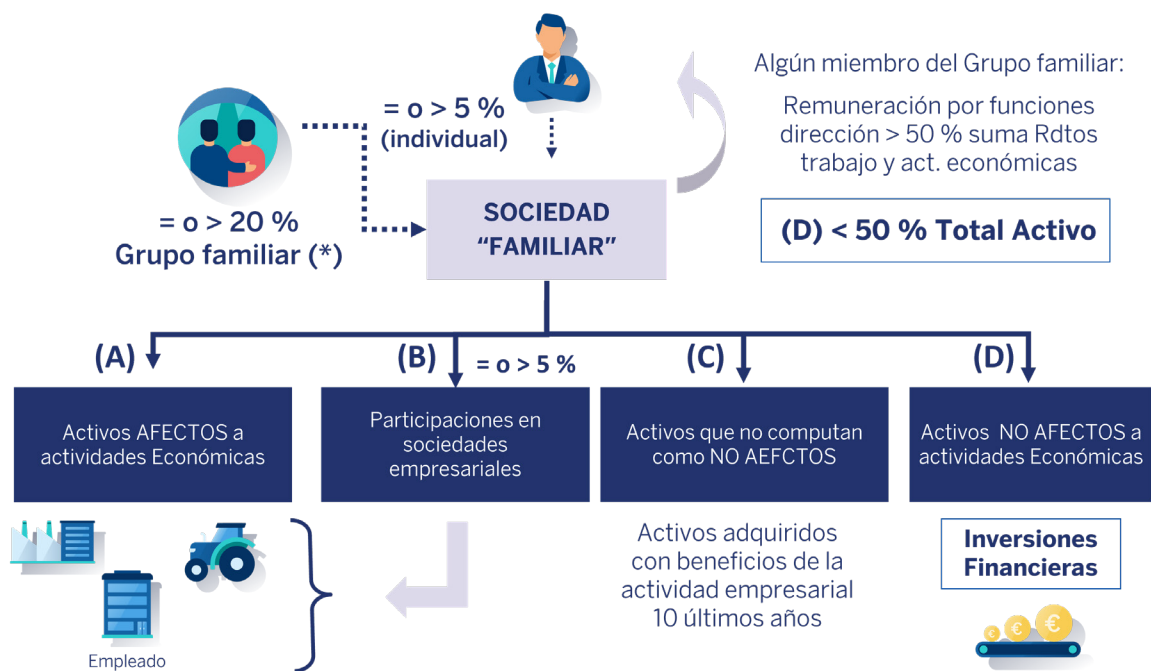 = o > 5 %
(individual)
= o > 20 %
Grupo familiar (*)
SOCIEDAD
“FAMILIAR”
Algún miembro del Grupo familiar:
Remuneración por funciones
dirección > 50 % suma Rdtos
trabajo y act. económicas
(D) < 50 % Total Activo
(A)
(B)
= o > 5 %
(C)
(D)
Activos AFECTOS a
actividades Económicas
Participaciones en
sociedades
empresariales
Activos que no computan
como NO AEFCTOS
Activos NO AFECTOS a
actividades Económicas
Empleado
Activos adquiridos
con beneficios de la
actividad empresarial
10 últimos años
Inversiones
Financieras
€
€
€